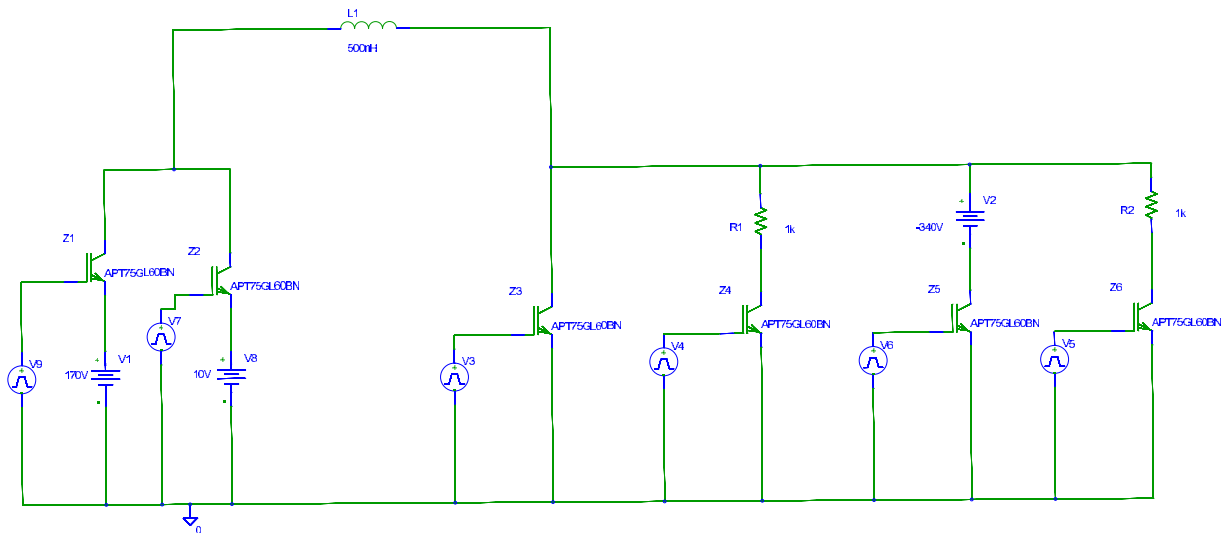 L1
500nH
V2
R1
1k
-340V
R2
1k
Z1
Z2
APT75GL60BN
APT75GL60BN
Z3
Z4
Z5
Z6
APT75GL60BN
APT75GL60BN
APT75GL60BN
APT75GL60BN
V7
V9
V1
V8
170V
10V
V3
V4
V6
V5
0